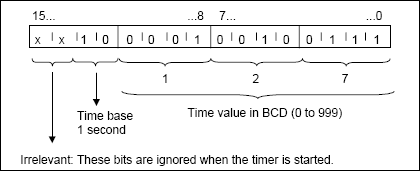 15... ...8 7... ...0
x x 1 0 0 0 0 1 0 0 1 0 0 1 1 1
1 2 7
Time base
1 second
Time value in BCD (0 to 999)
Irrelevant: These bits are ignored when the timer is started.